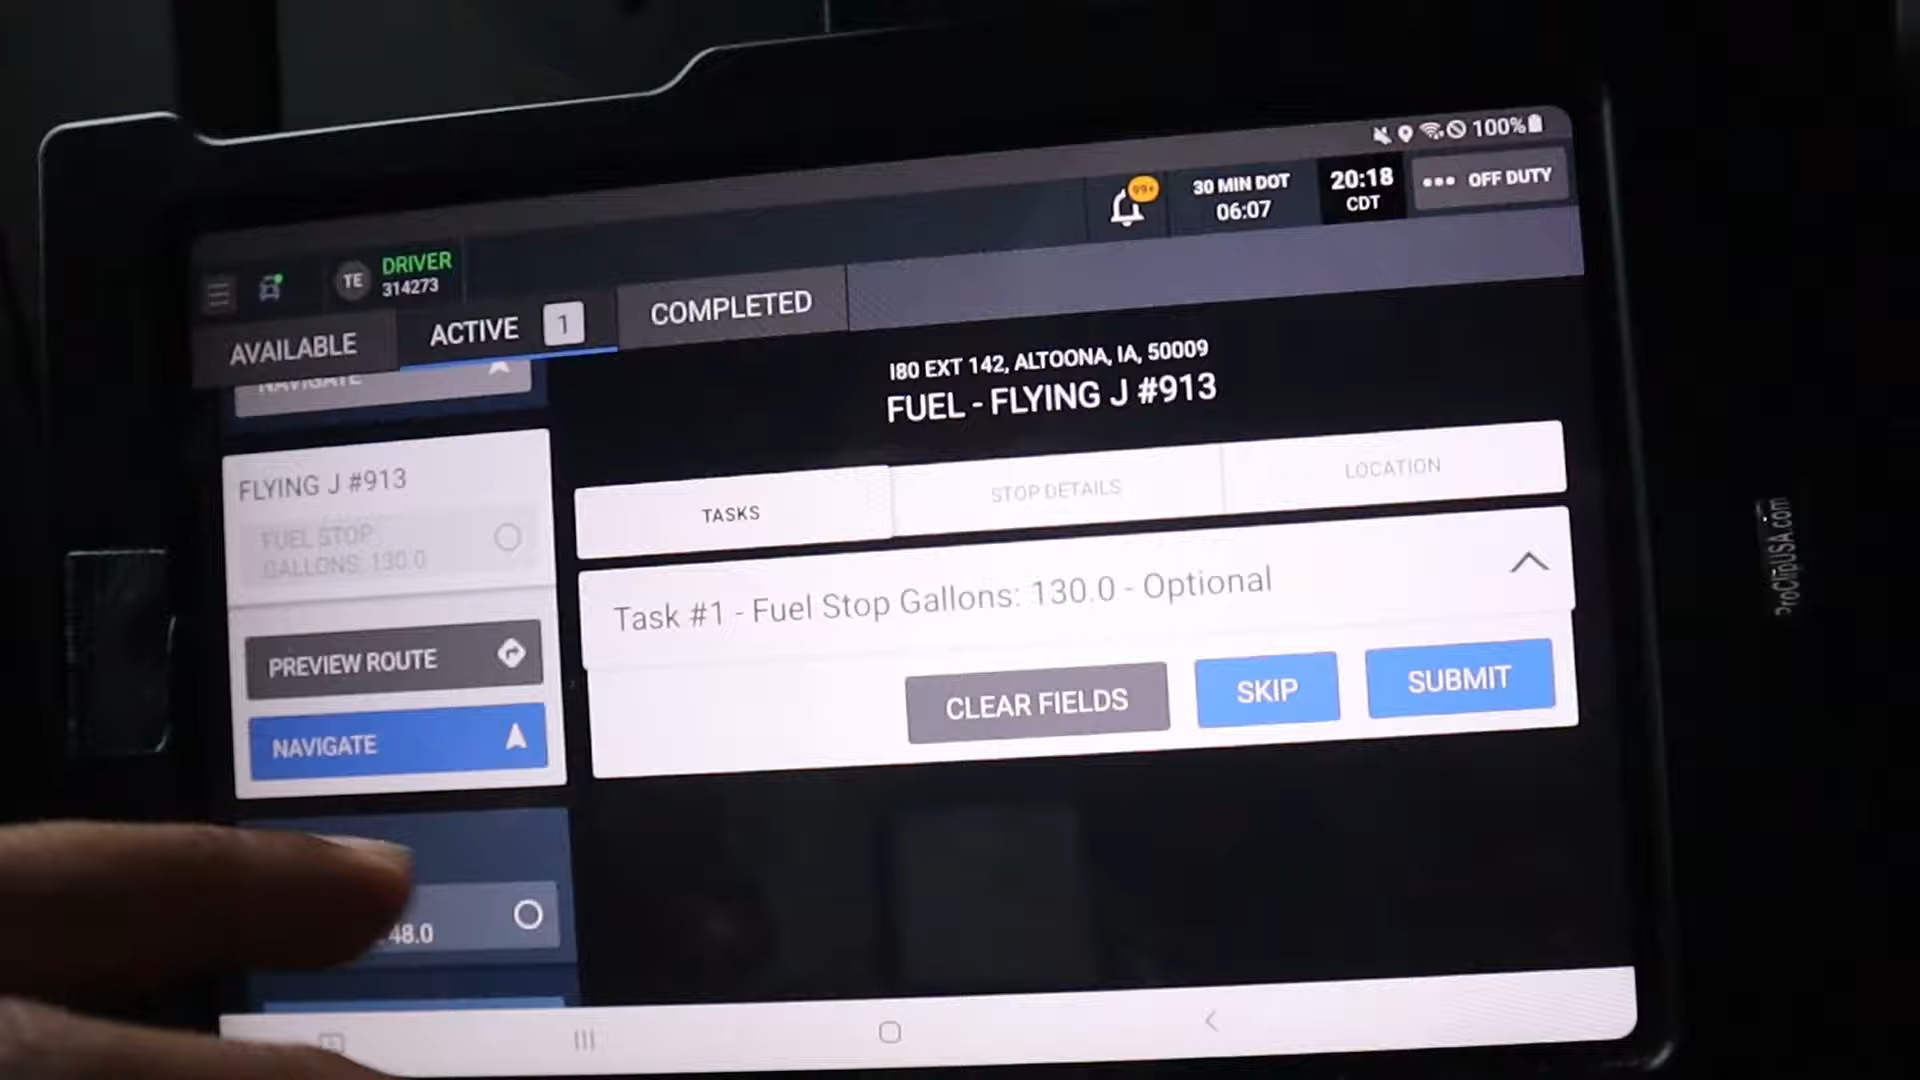 100%
99+
30 MIN DOT
06:07
20:18
CDT
OFF DUTY
TE
DRIVER
314273
AVAILABLE
ACTIVE 1
COMPLETED
NAVIGATE
I80 EXT 142, ALTOONA, IA, 50009
FUEL - FLYING J #913
FLYING J #913
FUEL STOP
GALLONS: 130.0
PREVIEW ROUTE
NAVIGATE
48.0
TASKS
STOP DETAILS
LOCATION
Task #1 - Fuel Stop Gallons: 130.0 - Optional
CLEAR FIELDS
SKIP
SUBMIT
ProClipUSA.com